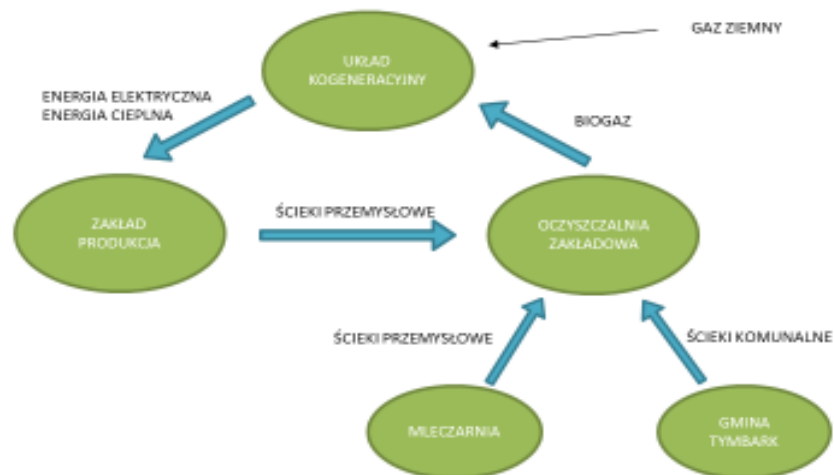 GAZ ZIEMNY
UKŁAD
KOGENERACYJNY
ENERGIA ELEKTRYCZNA
ENERGIA CIEPLNA
BIOGAZ
ZAKŁAD
PRODUKCJA
ŚCIEKI PRZEMYSŁOWE
OCZYSZCZALNIA
ZAKŁADOWA
ŚCIEKI PRZEMYSŁOWE
ŚCIEKI KOMUNALNE
MLECZARNIA
GMINA
TYMBARK